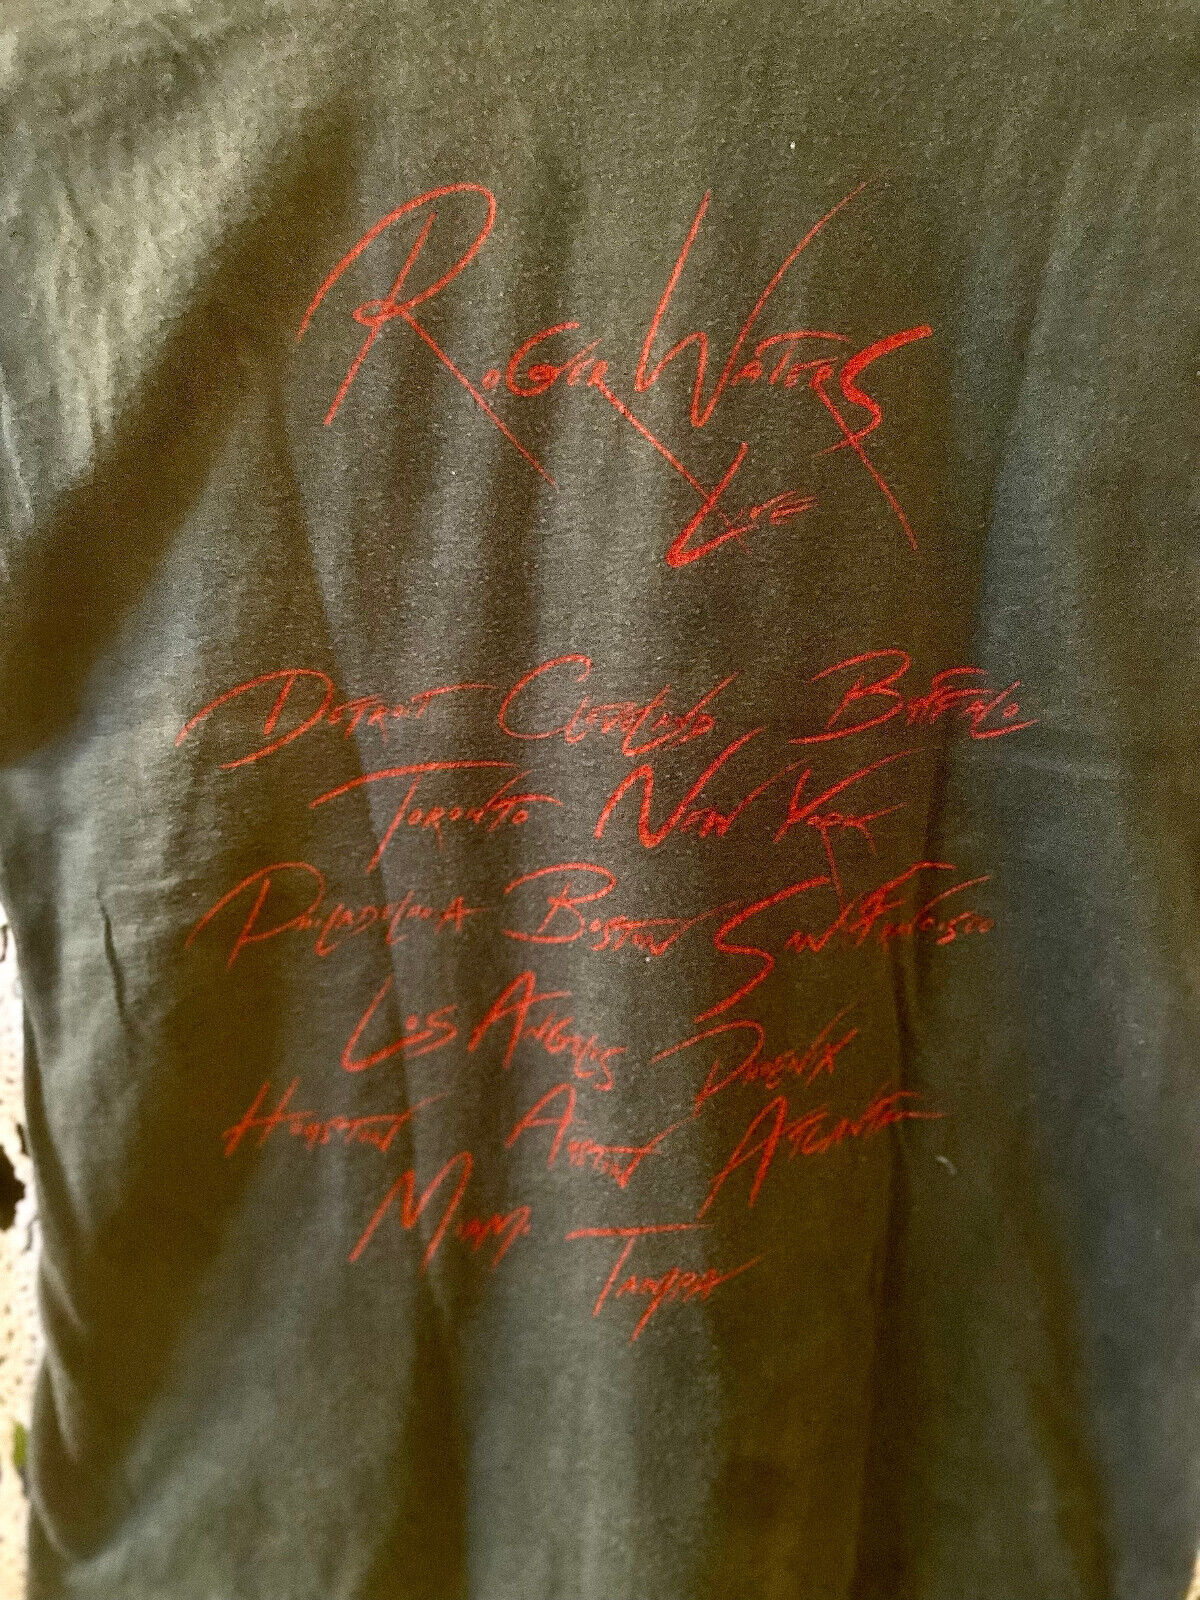 Roger Waters
Live
Detroit Cleveland Buffalo
Toronto New York
Philadelphia Boston San Francisco
Los Angeles Phoenix
Houston Austin Atlanta
Miami Tampa